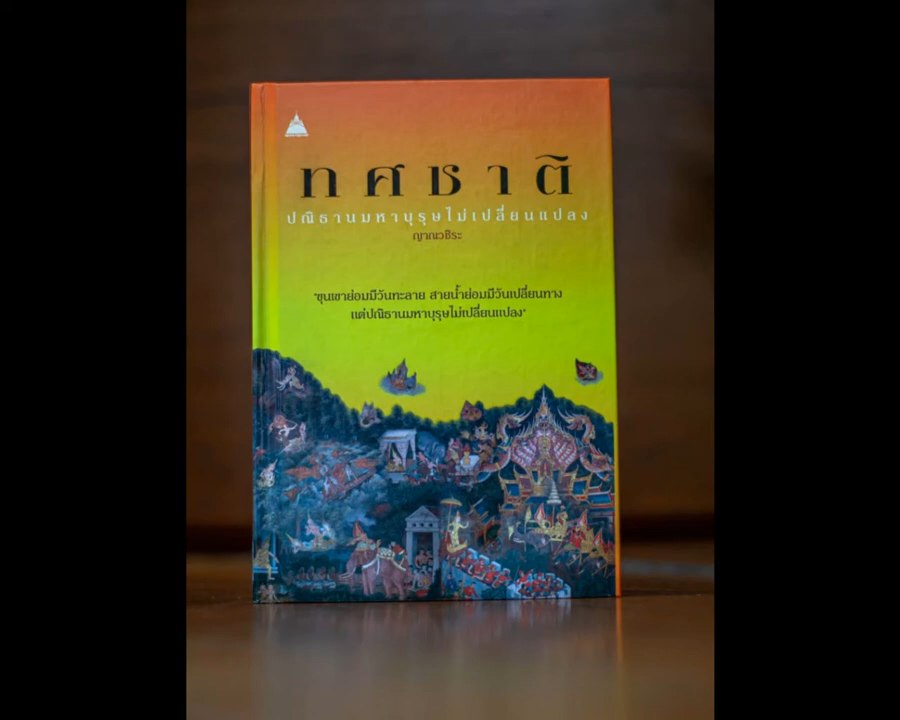 ทศชาติ
ปณิธานมหาบุรุษไม่เปลี่ยนแปลง
ญาณวชิระ
"ขุนเขาย่อมมีวันทะลาย สายน้ำย่อมมีวันเปลี่ยนทาง
แต่ปณิธานมหาบุรุษไม่เปลี่ยนแปลง"